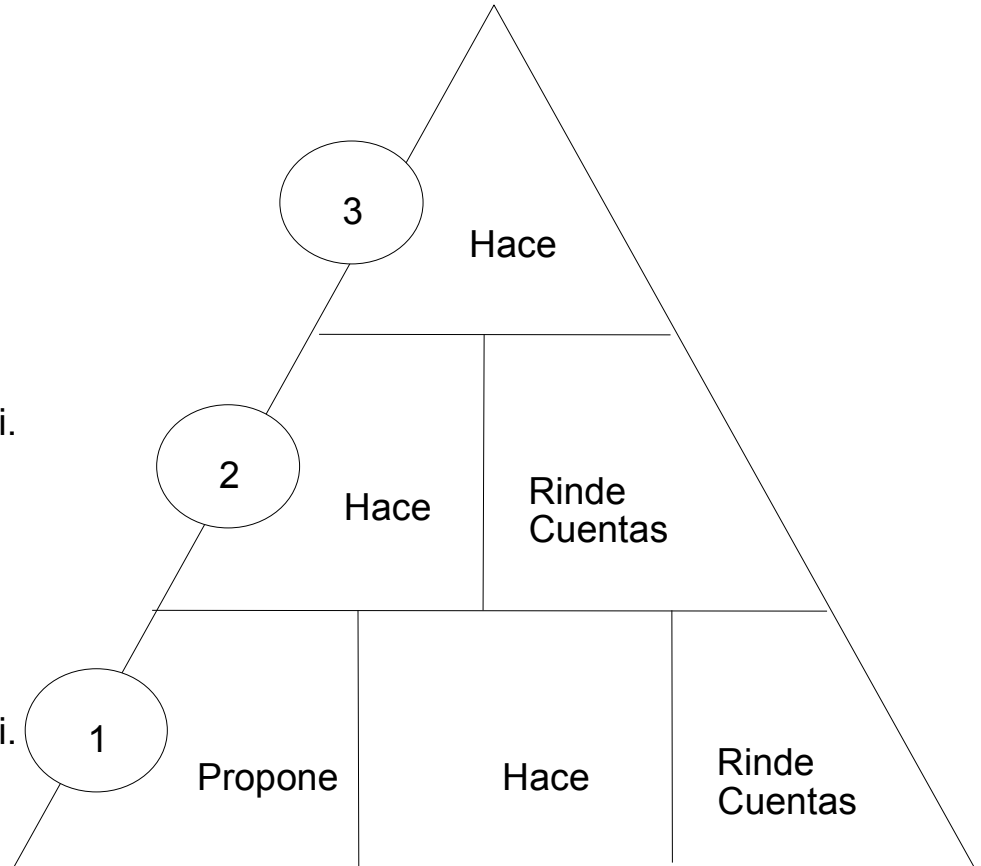 3
Hace
i.
2
Hace
Rinde
Cuentas
i.
1
Propone
Hace
Rinde
Cuentas